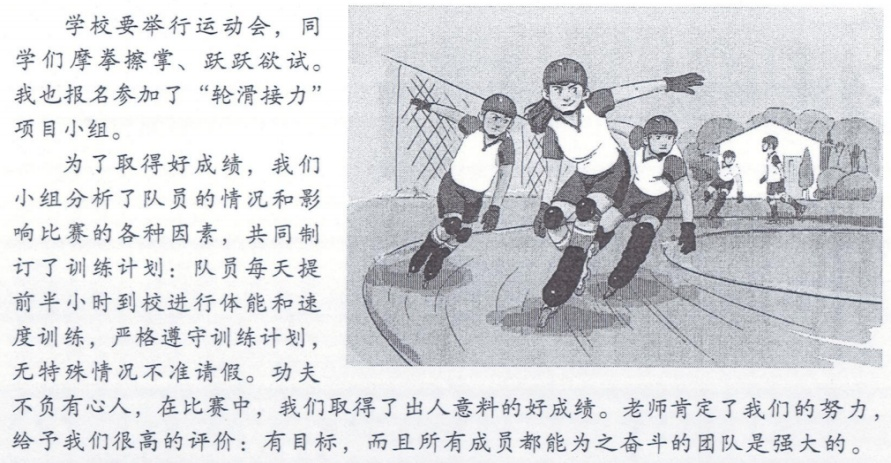 学校要举行运动会，同
学们摩拳擦掌、跃跃欲试。
我也报名参加了“轮滑接力”
项目小组。
为了取得好成绩，我们
小组分析了队员的情况和影
响比赛的各种因素，共同制
订了训练计划：队员每天提
前半小时到校进行体能和速
度训练，严格遵守训练计划，
无特殊情况不准请假。功夫
不负有心人，在比赛中，我们取得了出人意料的好成绩。老师肯定了我们的努力，
给予我们很高的评价：有目标，而且所有成员都能为之奋斗的团队是强大的。